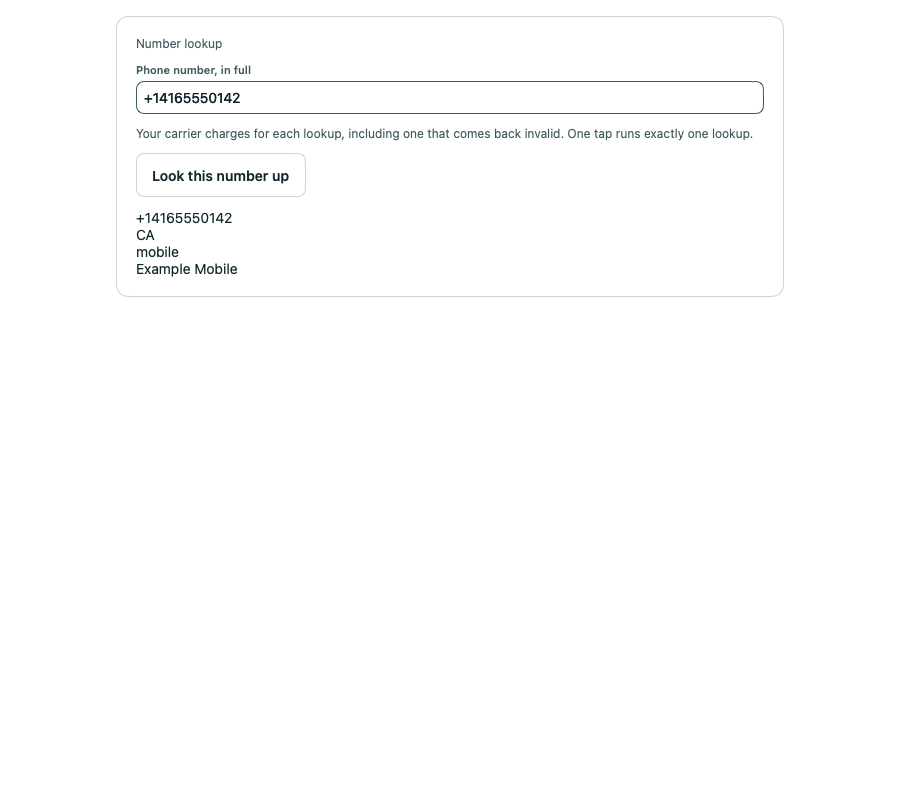 Number lookup
Phone number, in full
+14165550142
Your carrier charges for each lookup, including one that comes back invalid. One tap runs exactly one lookup.
Look this number up
+14165550142
CA
mobile
Example Mobile